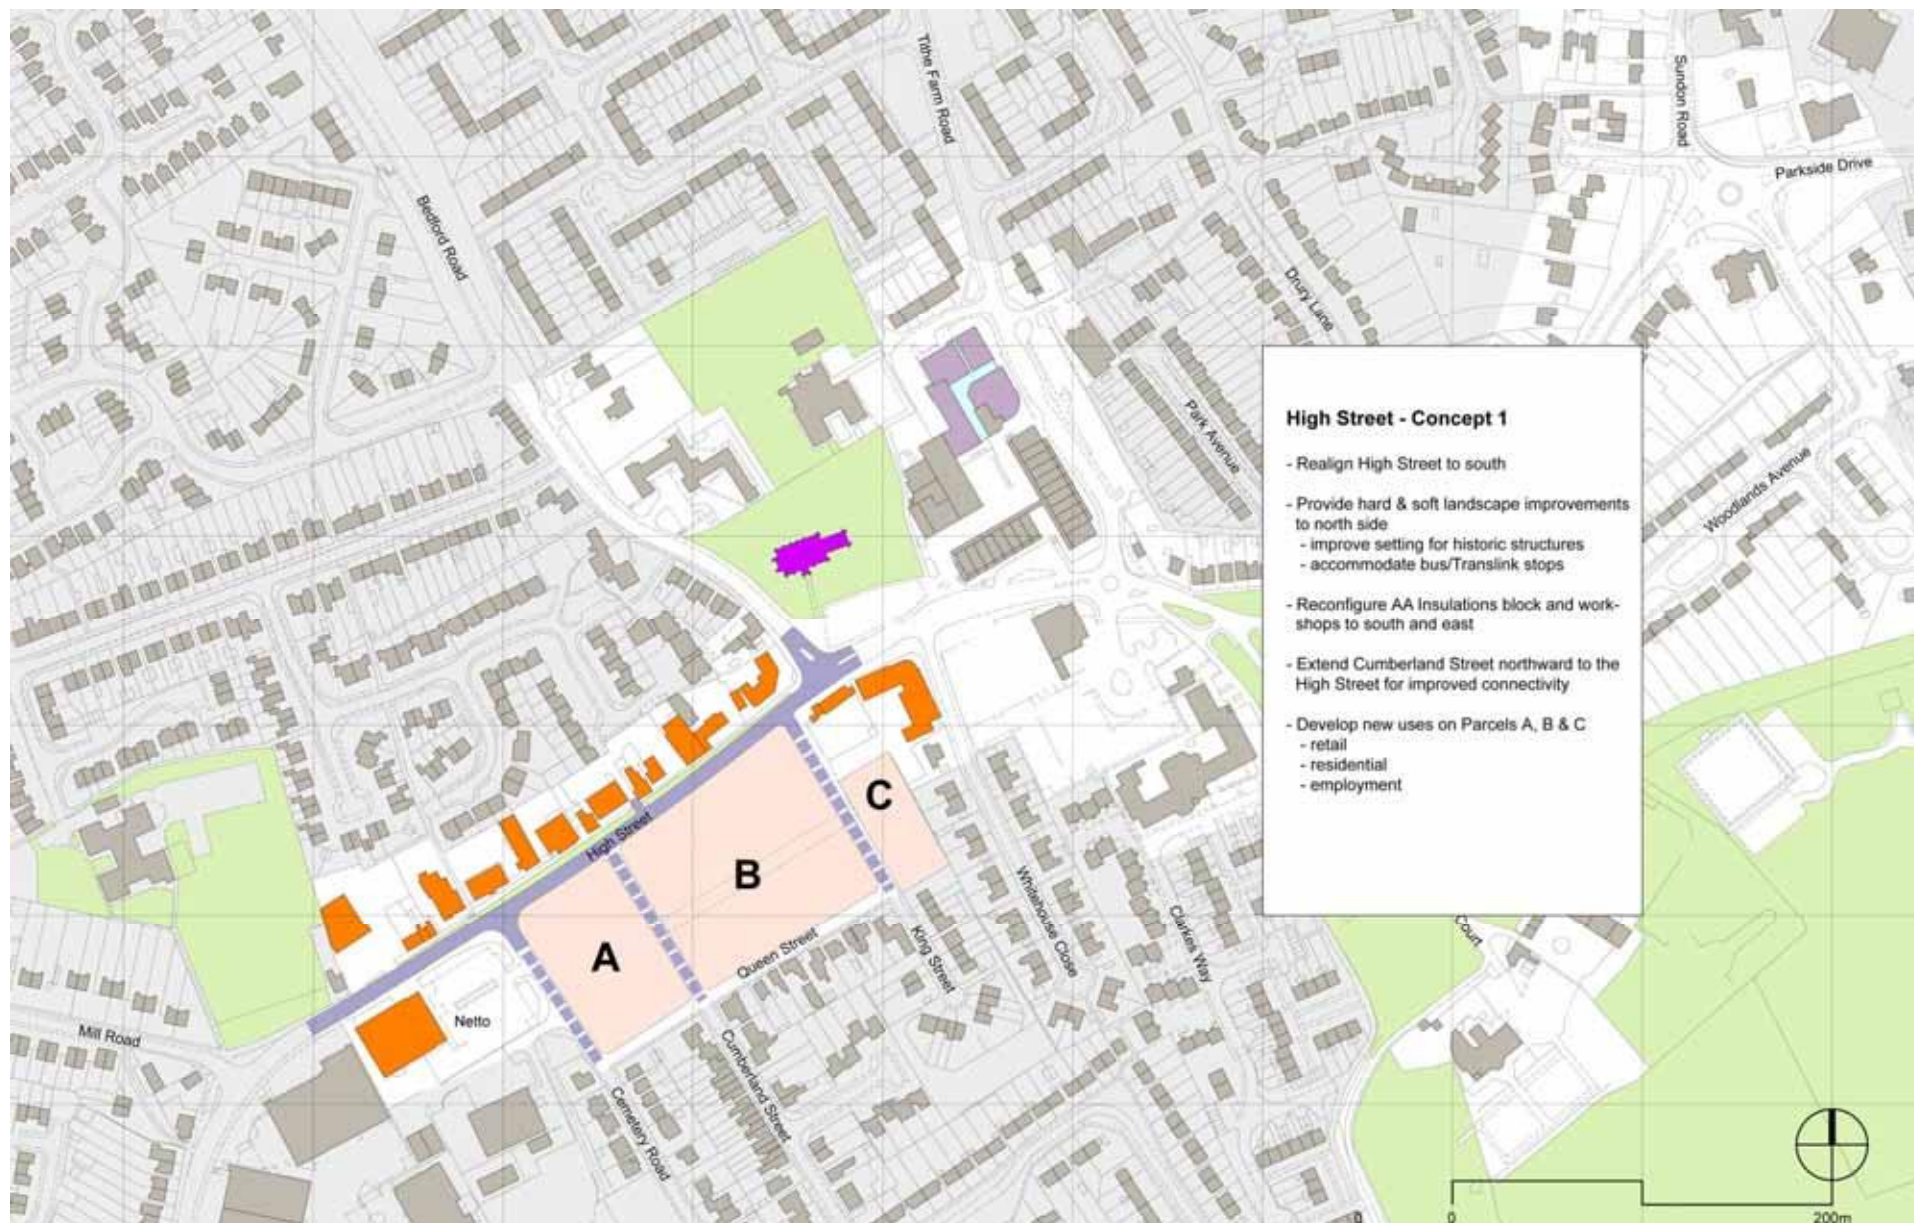 Tithe Farm Road
Sundon Road
Parkside Drive
Bedford Road
Drury Lane
Park Avenue
Woodlands Avenue
High Street - Concept 1
- Realign High Street to south
- Provide hard & soft landscape improvements
to north side
- improve setting for historic structures
- accommodate bus/Translink stops
- Reconfigure AA Insulations block and work-
shops to south and east
- Extend Cumberland Street northward to the
High Street for improved connectivity
- Develop new uses on Parcels A, B & C
- retail
- residential
- employment
C
High Street
B
A
Queen Street
King Street
Whitehouse Close
Clarkes Way
Court
Netto
Mill Road
Cumberland Street
Cemetery Road
0
0
200m